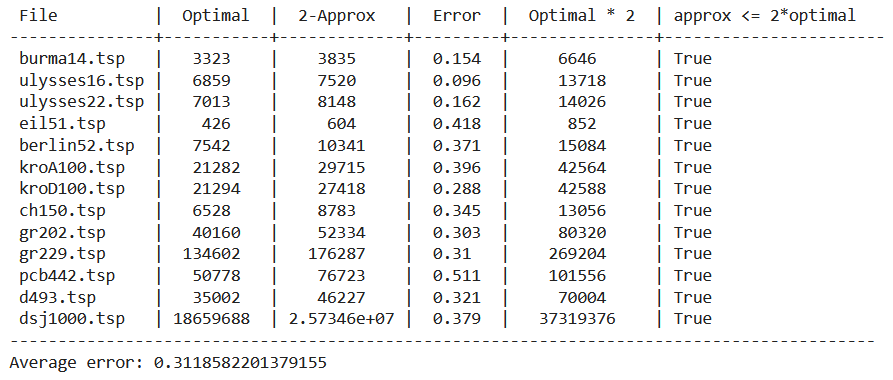 File | Optimal | 2-Approx | Error | Optimal * 2 | approx <= 2*optimal
---------------+----------+-------------+---------+---------------+---------------------
burma14.tsp | 3323 | 3835 | 0.154 | 6646 | True
ulysses16.tsp | 6859 | 7520 | 0.096 | 13718 | True
ulysses22.tsp | 7013 | 8148 | 0.162 | 14026 | True
eil51.tsp | 426 | 604 | 0.418 | 852 | True
berlin52.tsp | 7542 | 10341 | 0.371 | 15084 | True
kroA100.tsp | 21282 | 29715 | 0.396 | 42564 | True
kroD100.tsp | 21294 | 27418 | 0.288 | 42588 | True
ch150.tsp | 6528 | 8783 | 0.345 | 13056 | True
gr202.tsp | 40160 | 52334 | 0.303 | 80320 | True
gr229.tsp | 134602 | 176287 | 0.31 | 269204 | True
pcb442.tsp | 50778 | 76723 | 0.511 | 101556 | True
d493.tsp | 35002 | 46227 | 0.321 | 70004 | True
dsj1000.tsp | 18659688 | 2.57346e+07 | 0.379 | 37319376 | True
---------------------------------------------------------------------------------------
Average error: 0.3118582201379155